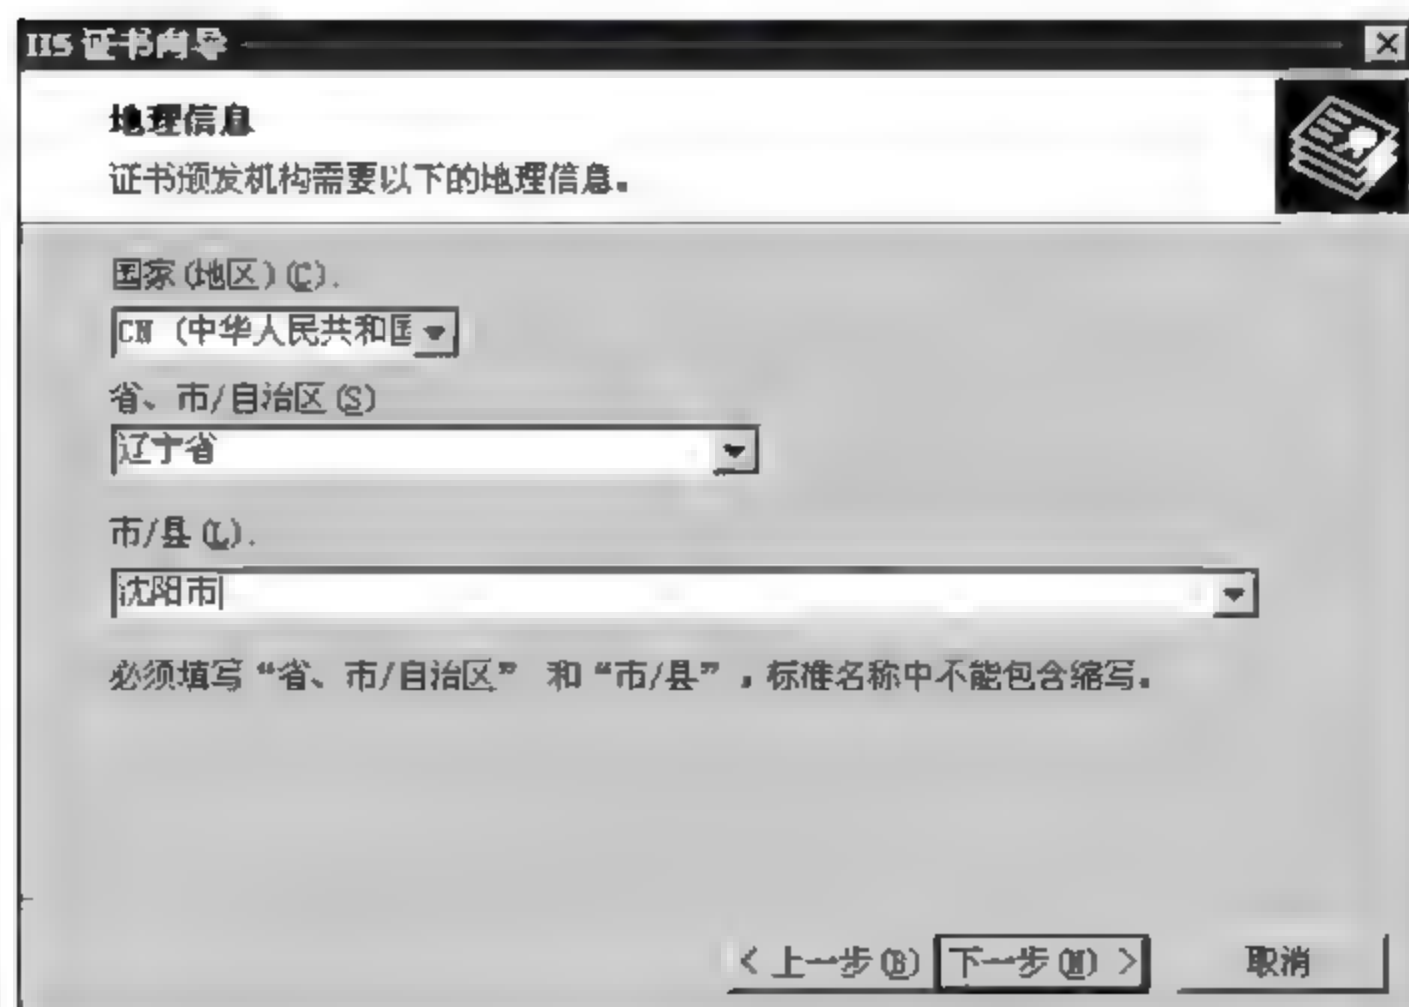 IIS 证书向导
地理信息
证书颁发机构需要以下的地理信息。
国家(地区)(C):
CN (中华人民共和国
省、市/自治区(S)
辽宁省
市/县(L):
沈阳市
必须填写“省、市/自治区”和“市/县”,标准名称中不能包含缩写。
< 上一步(B) 下一步(N) > 取消